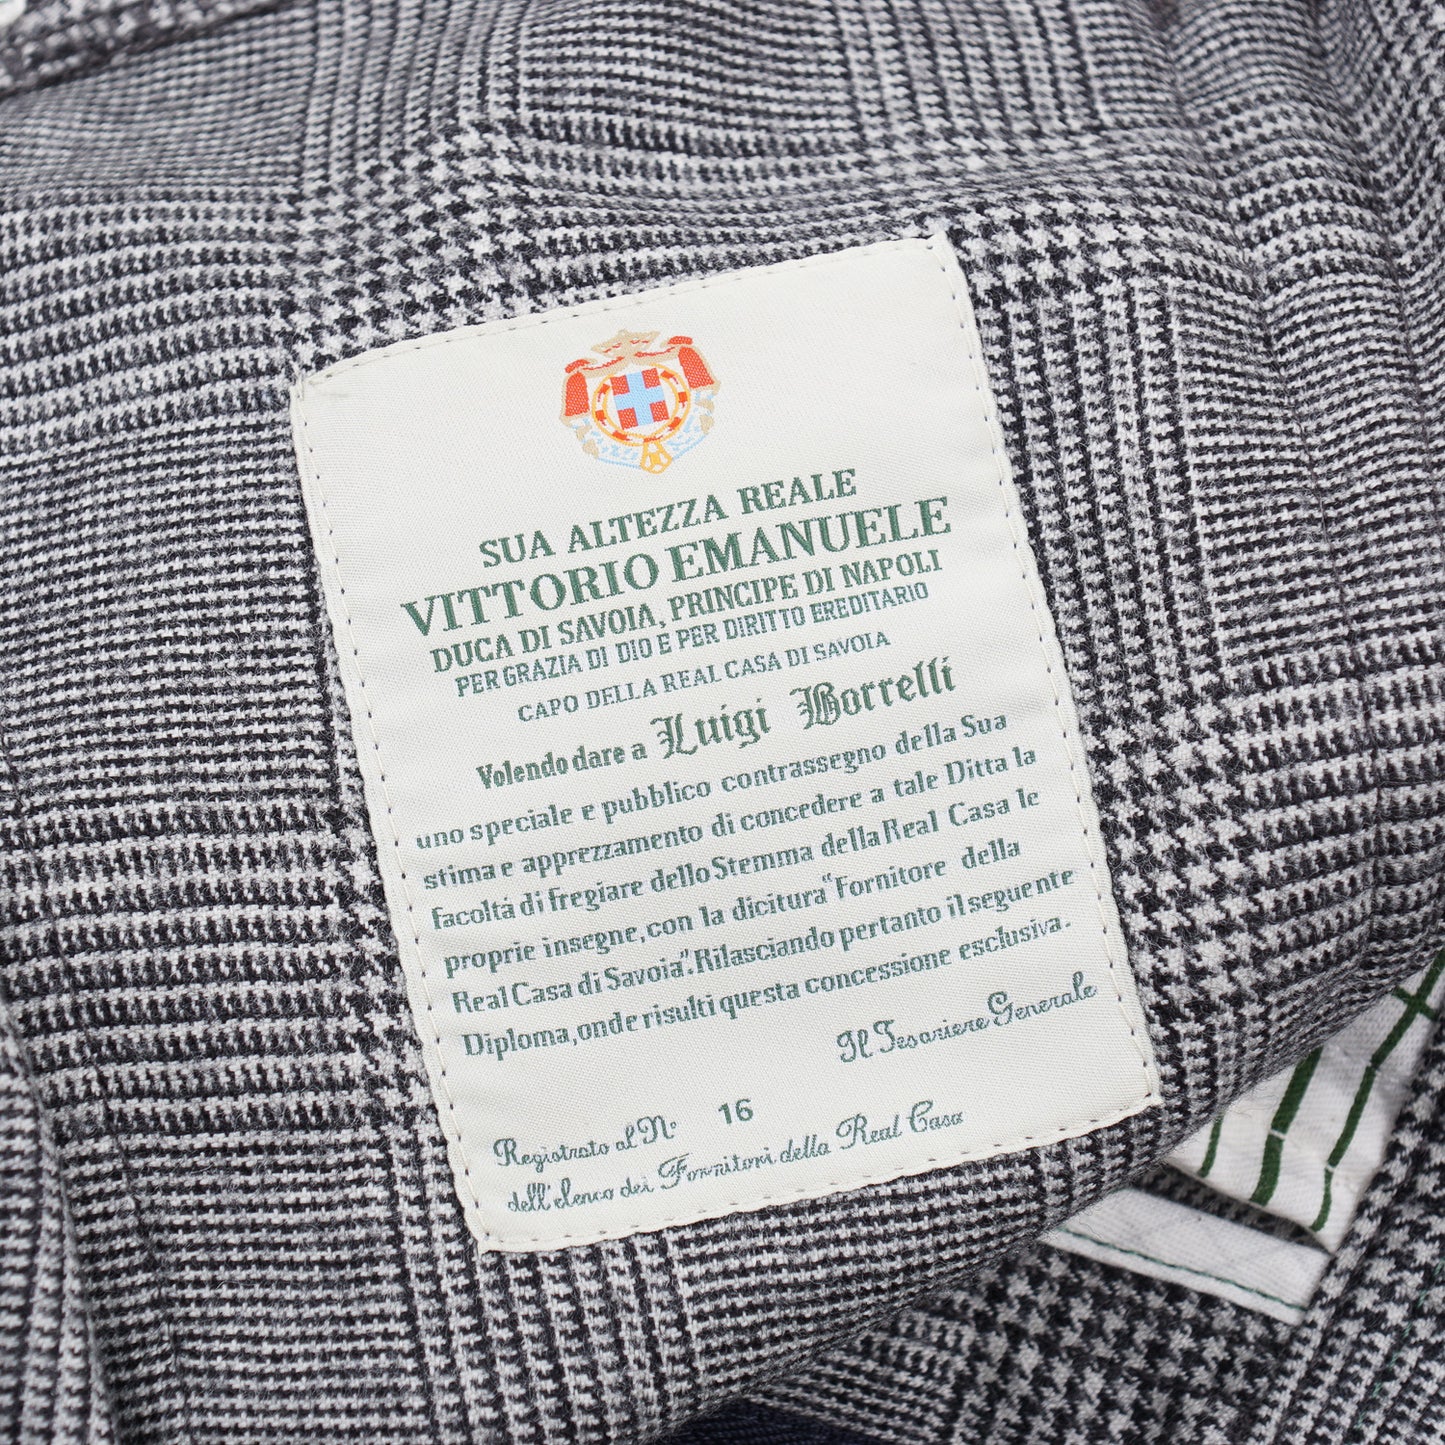 SUA ALTEZZA REALE
VITTORIO EMANUELE
DUCA DI SAVOIA, PRINCIPE DI NAPOLI
PER GRAZIA DI DIO E PER DIRITTO EREDITARIO
CAPO DELLA REAL CASA DI SAVOIA
Volendo dare a Luigi Borrelli
uno speciale e pubblico contrassegno della Sua
stima e apprezzamento di concedere a tale Ditta la
facoltá di fregiare dello Stemma della Real Casa le
proprie insegne, con la dicitura "Fornitore della
Real Casa di Savoia". Rilasciando pertanto il seguente
Diploma, onde risulti questa concessione esclusiva.
Il Tesoriere Generale
Registrato al N° 16
dell'elenco dei Fornitori della Real Casa